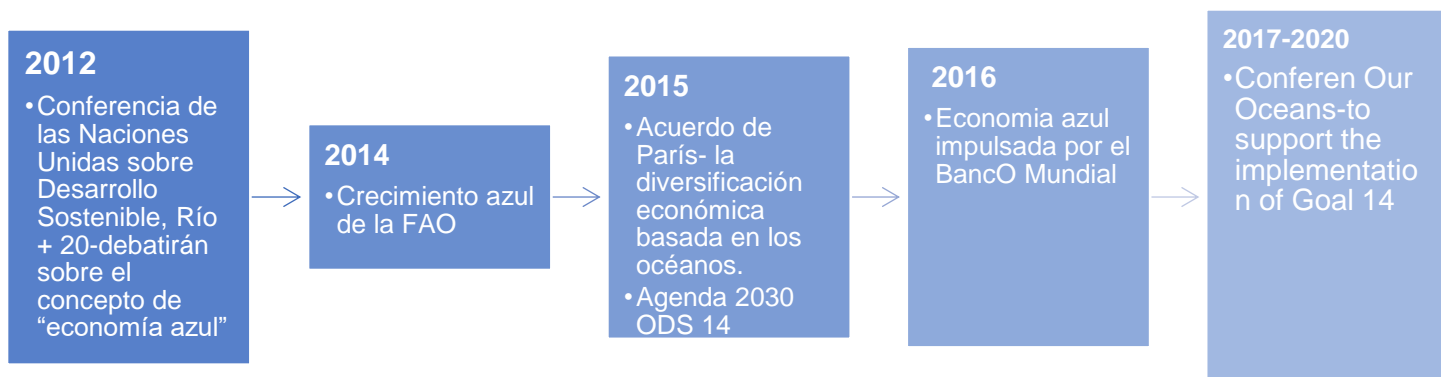 2012
•Conferencia de
las Naciones
Unidas sobre
Desarrollo
Sostenible, Río
+ 20-debatirán
sobre el
concepto de
“economía azul”
2014
•Crecimiento azul
de la FAO
2015
•Acuerdo de
París- la
diversificación
económica
basada en los
océanos.
•Agenda 2030
ODS 14
2016
•Economia azul
impulsada por el
BancO Mundial
2017-2020
•Conferen Our
Oceans-to
support the
implementatio
n of Goal 14